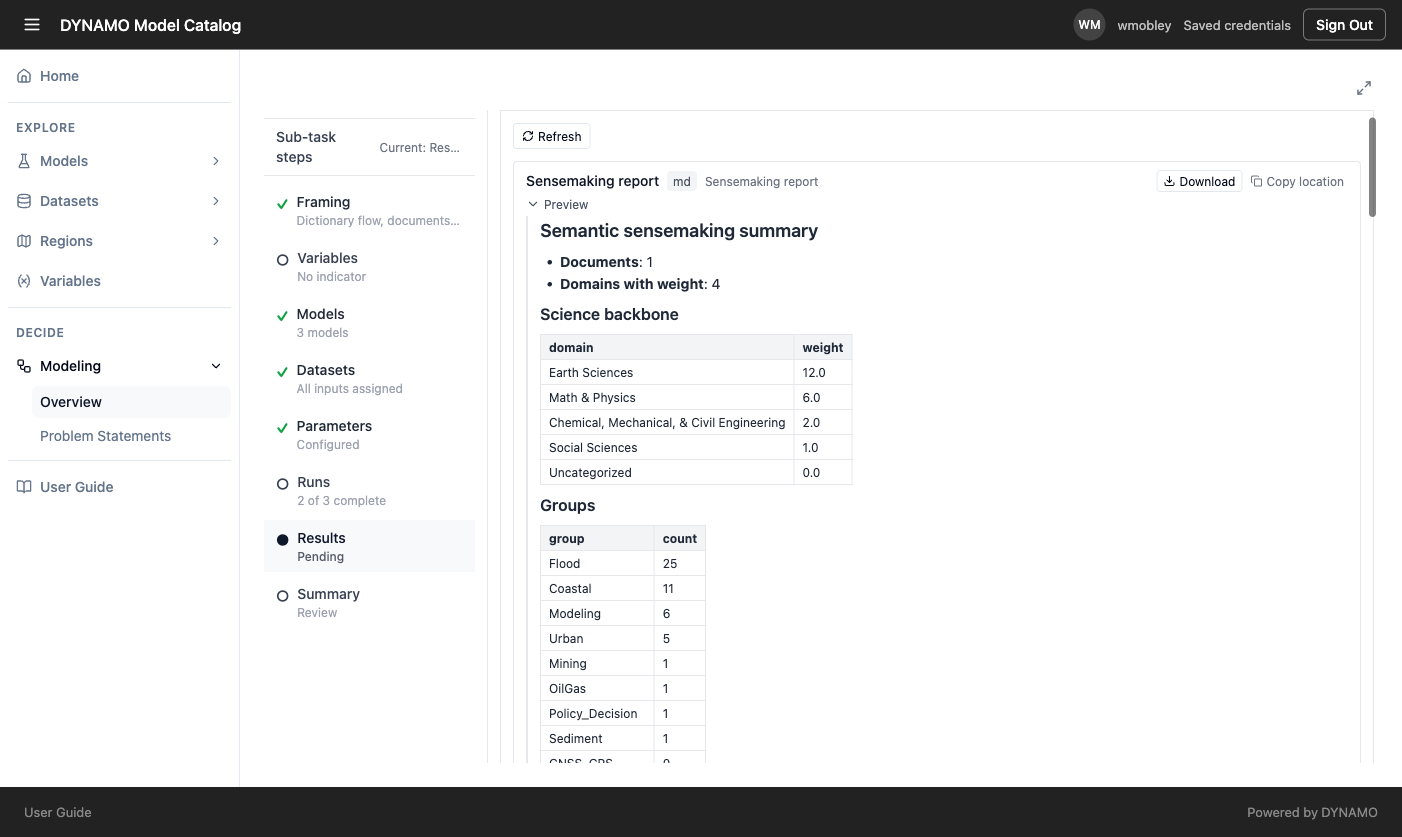 DYNAMO Model Catalog
WM
wmobley
Saved credentials
Sign Out
Home
EXPLORE
Models
Datasets
Regions
Variables
DECIDE
Modeling
Overview
Problem Statements
User Guide
Sub-task
steps
Current: Res...
Framing
Dictionary flow, documents...
Variables
No indicator
Models
3 models
Datasets
All inputs assigned
Parameters
Configured
Runs
2 of 3 complete
Results
Pending
Summary
Review
Refresh
Sensemaking report md Sensemaking report
Download
Copy location
Preview
Semantic sensemaking summary
• Documents: 1
• Domains with weight: 4
Science backbone
domain weight
Earth Sciences 12.0
Math & Physics 6.0
Chemical, Mechanical, & Civil Engineering 2.0
Social Sciences 1.0
Uncategorized 0.0
Groups
group count
Flood 25
Coastal 11
Modeling 6
Urban 5
Mining 1
OilGas 1
Policy_Decision 1
Sediment 1
User Guide
Powered by DYNAMO